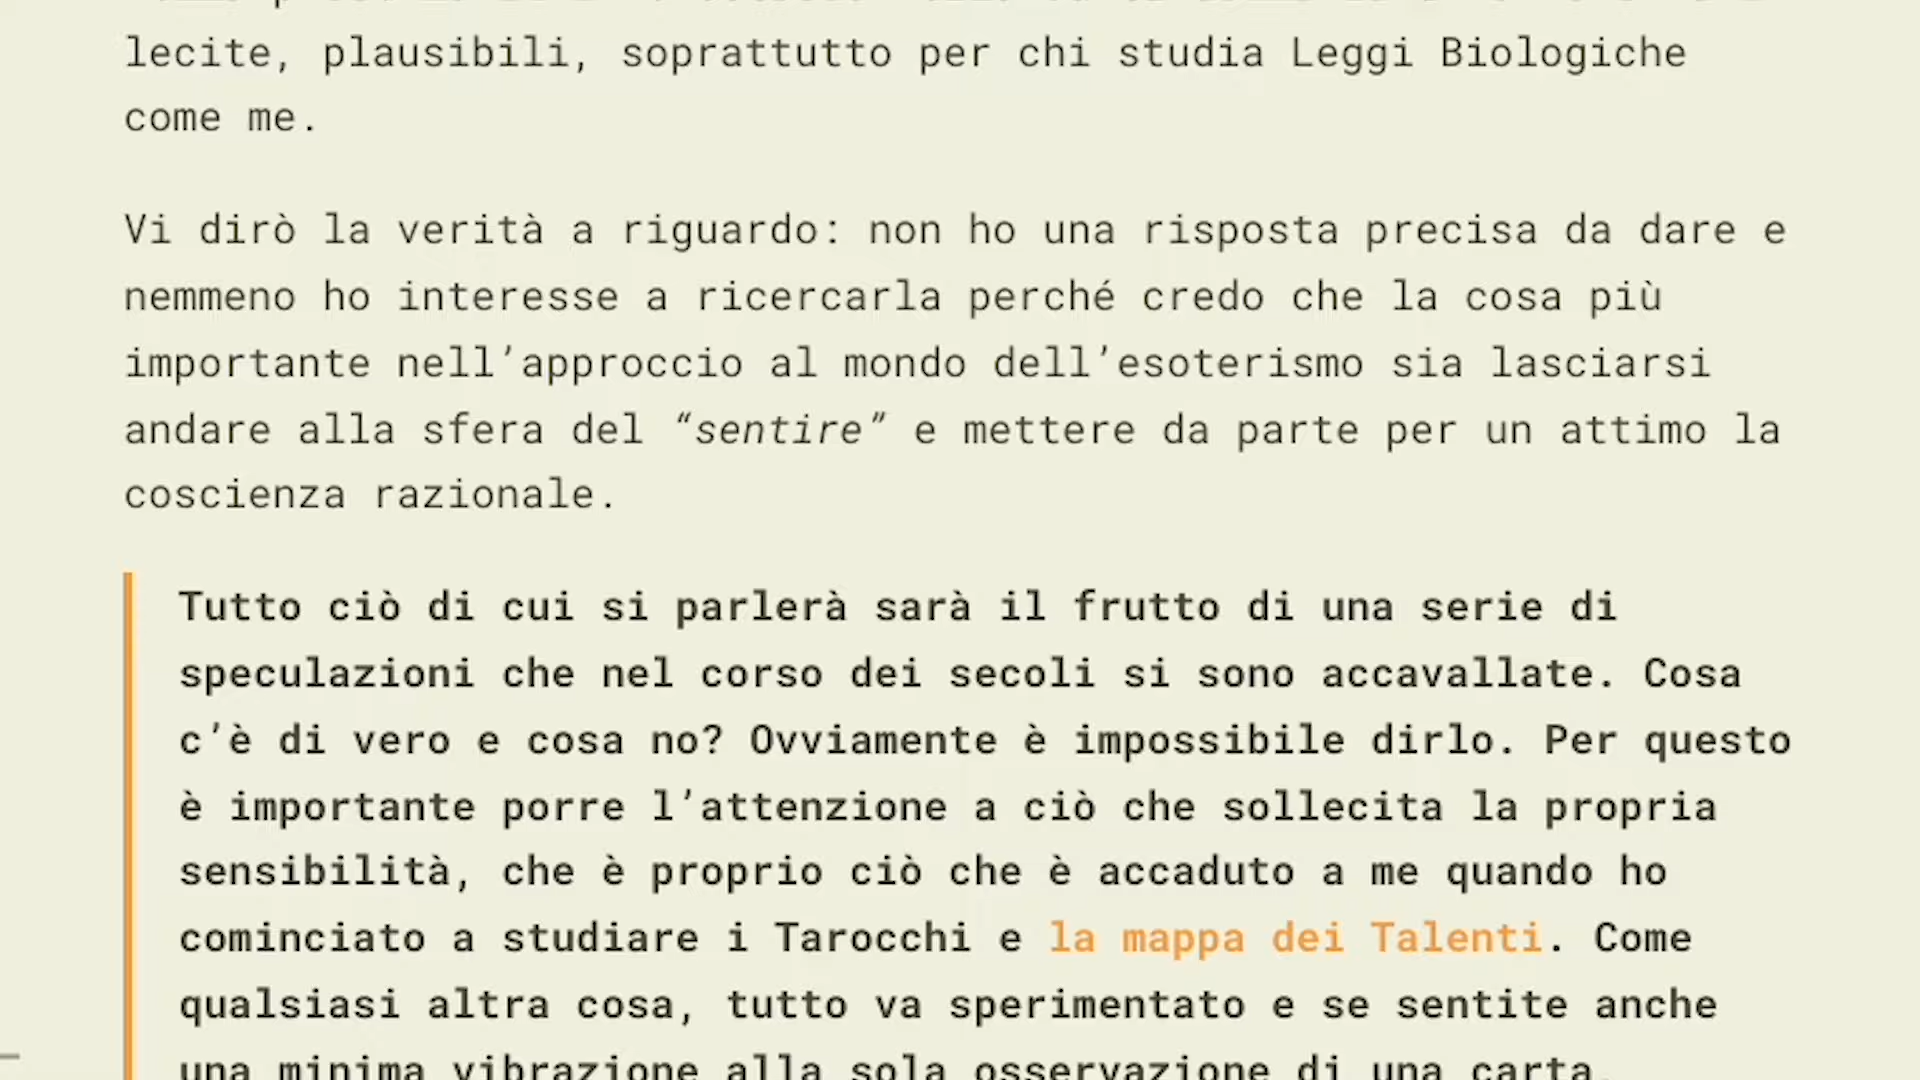 lecite, plausibili, soprattutto per chi studia Leggi Biologiche
come me.
Vi dirò la verità a riguardo: non ho una risposta precisa da dare e
nemmeno ho interesse a ricercarla perché credo che la cosa più
importante nell’approccio al mondo dell’esoterismo sia lasciarsi
andare alla sfera del “sentire” e mettere da parte per un attimo la
coscienza razionale.
Tutto ciò di cui si parlerà sarà il frutto di una serie di
speculazioni che nel corso dei secoli si sono accavallate. Cosa
c’è di vero e cosa no? Ovviamente è impossibile dirlo. Per questo
è importante porre l’attenzione a ciò che sollecita la propria
sensibilità, che è proprio ciò che è accaduto a me quando ho
cominciato a studiare i Tarocchi e la mappa dei Talenti. Come
qualsiasi altra cosa, tutto va sperimentato e se sentite anche
una minima vibrazione alla sola osservazione di una carta,